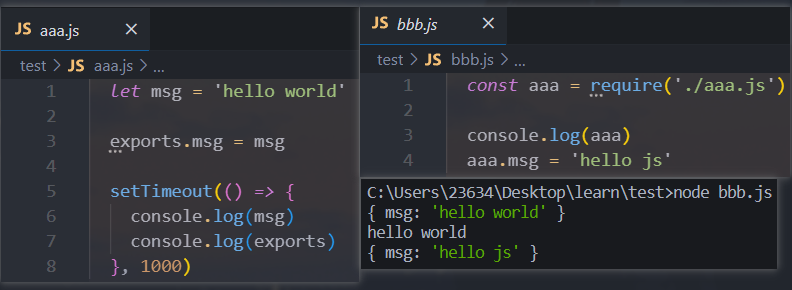 JS aaa.js ×
test > JS aaa.js > ...
1 let msg = 'hello world'
2
3 exports.msg = msg
4
5 setTimeout(() => {
6 console.log(msg)
7 console.log(exports)
8 }, 1000)
JS bbb.js ×
test > JS bbb.js > ...
1 const aaa = require('./aaa.js')
2
3 console.log(aaa)
4 aaa.msg = 'hello js'
C:\Users\23634\Desktop\learn\test>node bbb.js
{ msg: 'hello world' }
hello world
{ msg: 'hello js' }